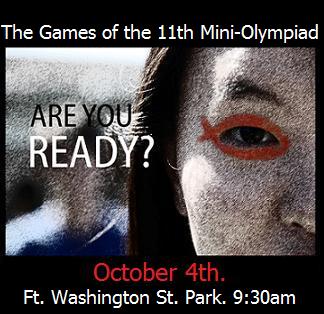 The Games of the 11th Mini-Olympiad
ARE YOU
READY?
October 4th.
Ft. Washington St. Park. 9:30am